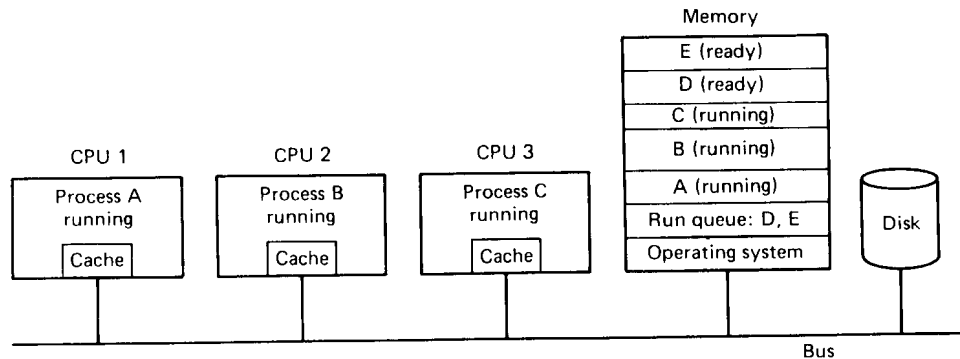 Memory
E (ready)
D (ready)
C (running)
B (running)
A (running)
Run queue: D, E
Operating system
CPU 1
Process A
running
Cache
CPU 2
Process B
running
Cache
CPU 3
Process C
running
Cache
Disk
Bus